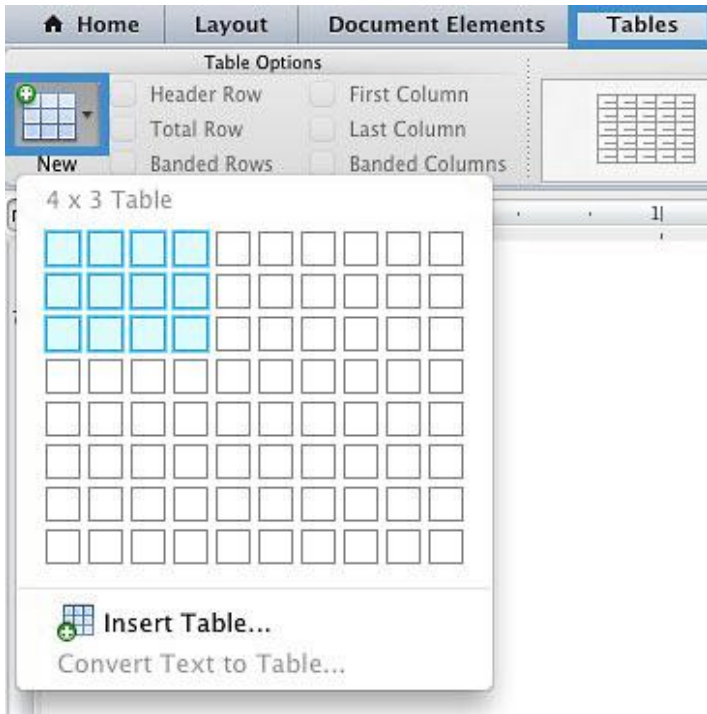 Home Layout Document Elements Tables
Table Options
Header Row First Column
Total Row Last Column
New Banded Rows Banded Columns
4 x 3 Table
1
Insert Table...
Convert Text to Table...